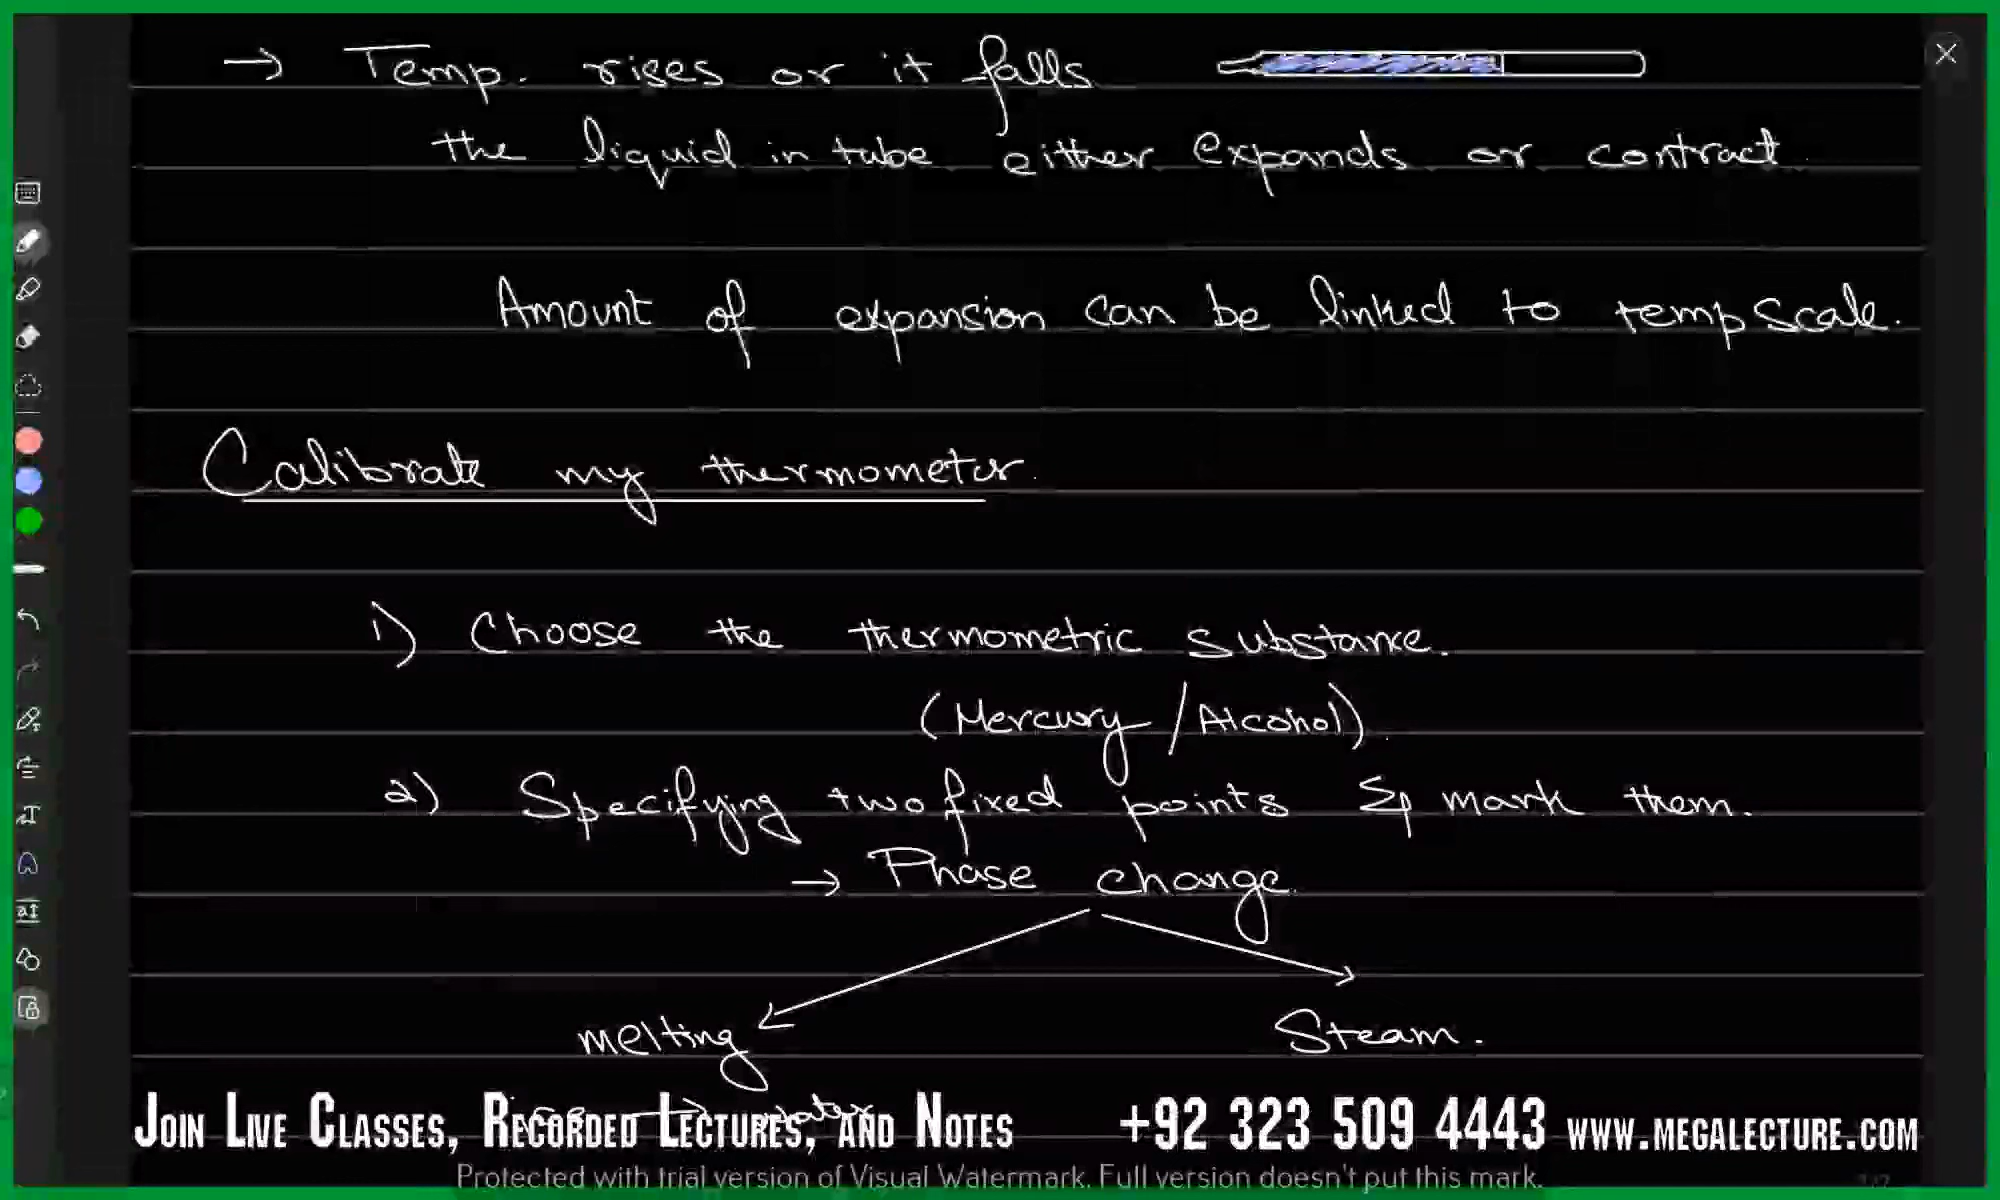 → Temp. rises or it falls
the liquid in tube either expands or contract
Amount of expansion can be linked to temp scale.
Calibrate my thermometer.
1) Choose the thermometric substance.
(Mercury / Alcohol).
2) Specifying two fixed points & mark them.
→ Phase change.
melting
Steam.
→ water
JOIN LIVE CLASSES, RECORDED LECTURES, AND NOTES +92 323 509 4443 WWW.MEGALECTURE.COM
Protected with trial version of Visual Watermark. Full version doesn't put this mark.